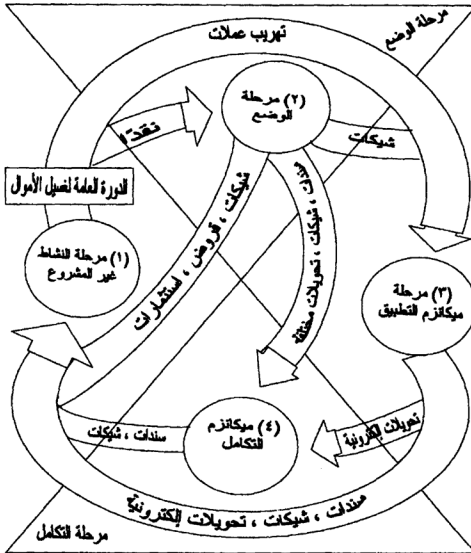 مرحلة الوضع
تهريب عملات
(٢) مرحلة
الوضع
نقدًا
شيكات
الدورة العامة لغسيل الأموال
(١) مرحلة النشاط
غير المشروع
شيكات ، قروض ، استثمارات
سندات ، شيكات ، تحويلات مختلفة
(٣) مرحلة
ميكانزم التطبيق
تحويلات إلكترونية
(٤) ميكانزم
التكامل
سندات ، شيكات
سندات ، شيكات ، تحويلات إلكترونية
مرحلة التكامل